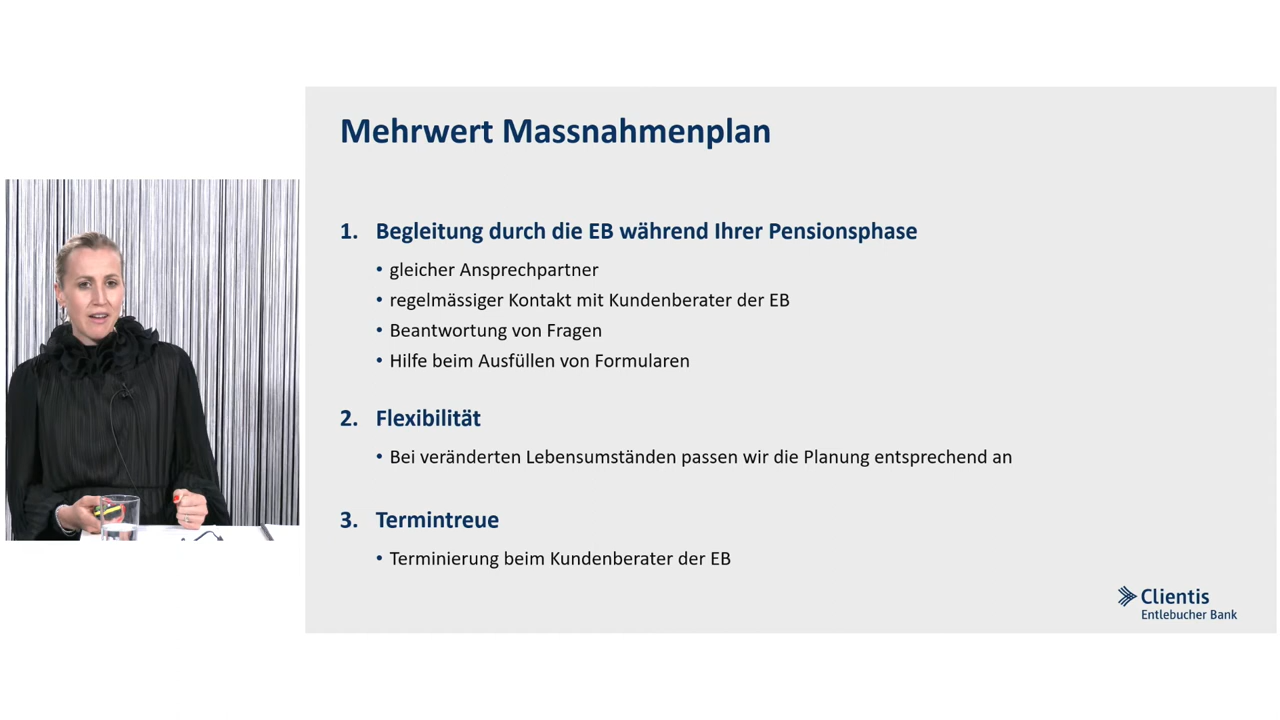 Mehrwert Massnahmenplan
1. Begleitung durch die EB während Ihrer Pensionsphase
• gleicher Ansprechpartner
• regelmässiger Kontakt mit Kundenberater der EB
• Beantwortung von Fragen
• Hilfe beim Ausfüllen von Formularen
2. Flexibilität
• Bei veränderten Lebensumständen passen wir die Planung entsprechend an
3. Termintreue
• Terminierung beim Kundenberater der EB
Clientis
Entlebucher Bank